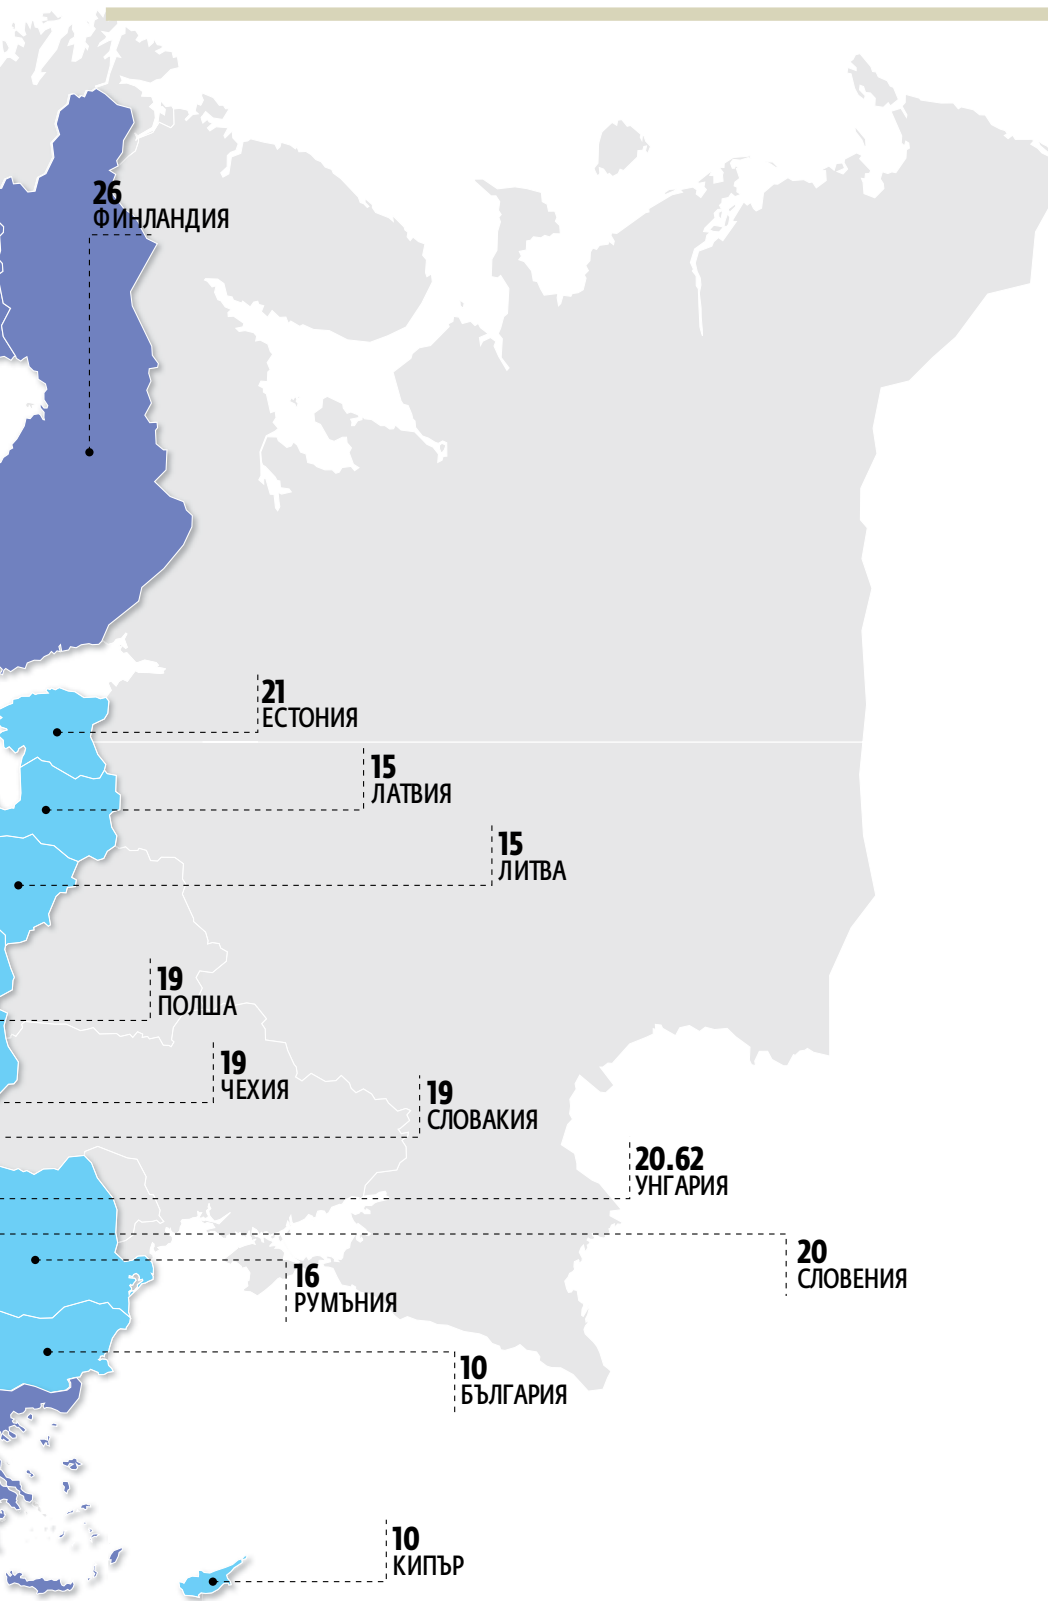 26
ФИНЛАНДИЯ
21
ЕСТОНИЯ
15
ЛАТВИЯ
15
ЛИТВА
19
ПОЛША
19
ЧЕХИЯ
19
СЛОВАКИЯ
20.62
УНГАРИЯ
20
СЛОВЕНИЯ
16
РУМЪНИЯ
10
БЪЛГАРИЯ
10
КИПЪР